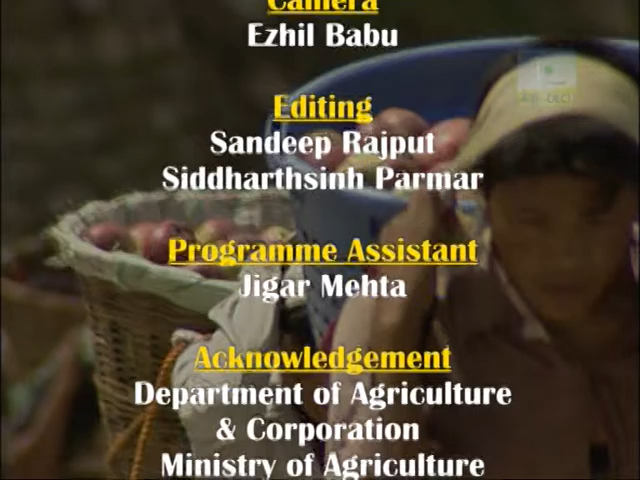 Camera
Ezhil Babu
Editing
Sandeep Rajput
Siddharthsinh Parmar
Programme Assistant
Jigar Mehta
Acknowledgement
Department of Agriculture
& Corporation
Ministry of Agriculture